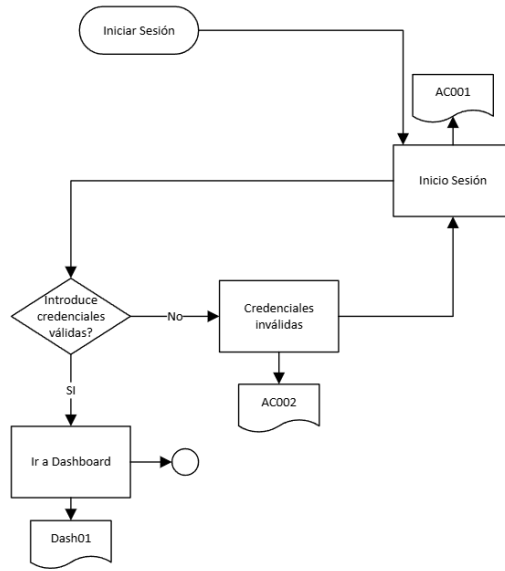 Iniciar Sesión
AC001
Inicio Sesión
Introduce
credenciales
válidas?
No
Credenciales
inválidas
SI
AC002
Ir a Dashboard
Dash01